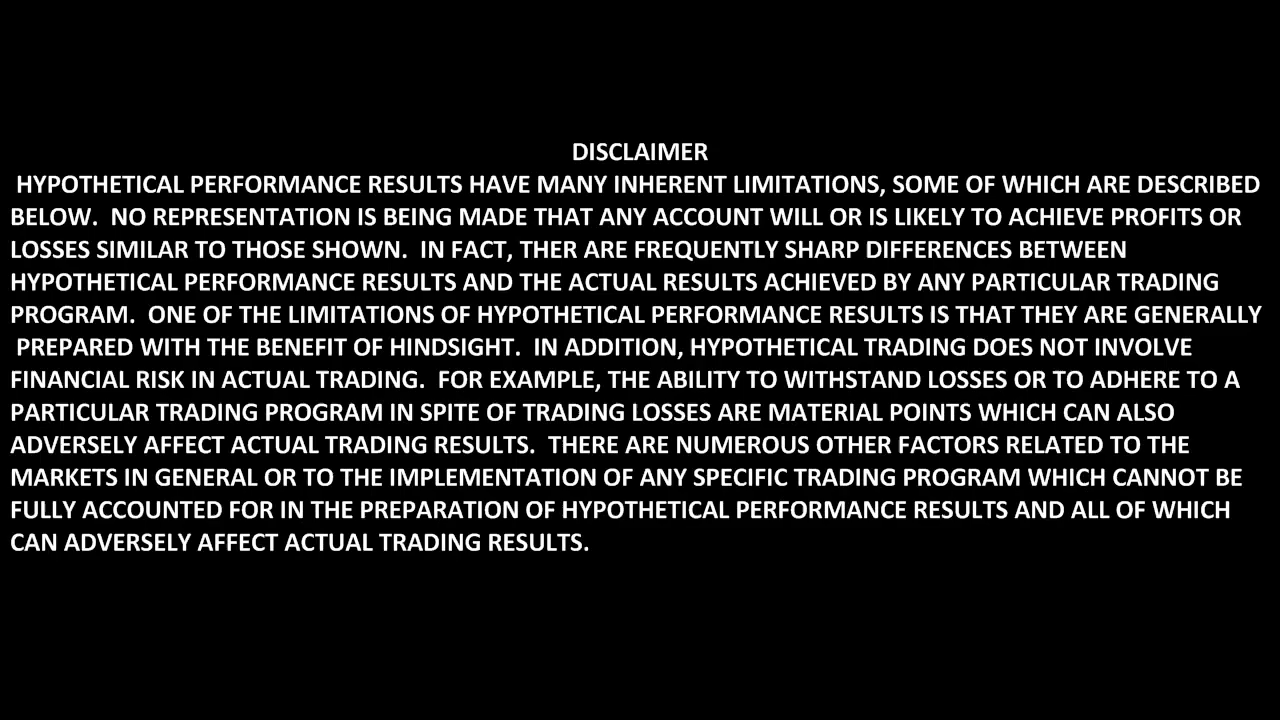 DISCLAIMER
HYPOTHETICAL PERFORMANCE RESULTS HAVE MANY INHERENT LIMITATIONS, SOME OF WHICH ARE DESCRIBED
BELOW.  NO REPRESENTATION IS BEING MADE THAT ANY ACCOUNT WILL OR IS LIKELY TO ACHIEVE PROFITS OR
LOSSES SIMILAR TO THOSE SHOWN.  IN FACT, THER ARE FREQUENTLY SHARP DIFFERENCES BETWEEN
HYPOTHETICAL PERFORMANCE RESULTS AND THE ACTUAL RESULTS ACHIEVED BY ANY PARTICULAR TRADING
PROGRAM.  ONE OF THE LIMITATIONS OF HYPOTHETICAL PERFORMANCE RESULTS IS THAT THEY ARE GENERALLY
PREPARED WITH THE BENEFIT OF HINDSIGHT.  IN ADDITION, HYPOTHETICAL TRADING DOES NOT INVOLVE
FINANCIAL RISK IN ACTUAL TRADING.  FOR EXAMPLE, THE ABILITY TO WITHSTAND LOSSES OR TO ADHERE TO A
PARTICULAR TRADING PROGRAM IN SPITE OF TRADING LOSSES ARE MATERIAL POINTS WHICH CAN ALSO
ADVERSELY AFFECT ACTUAL TRADING RESULTS.  THERE ARE NUMEROUS OTHER FACTORS RELATED TO THE
MARKETS IN GENERAL OR TO THE IMPLEMENTATION OF ANY SPECIFIC TRADING PROGRAM WHICH CANNOT BE
FULLY ACCOUNTED FOR IN THE PREPARATION OF HYPOTHETICAL PERFORMANCE RESULTS AND ALL OF WHICH
CAN ADVERSELY AFFECT ACTUAL TRADING RESULTS.